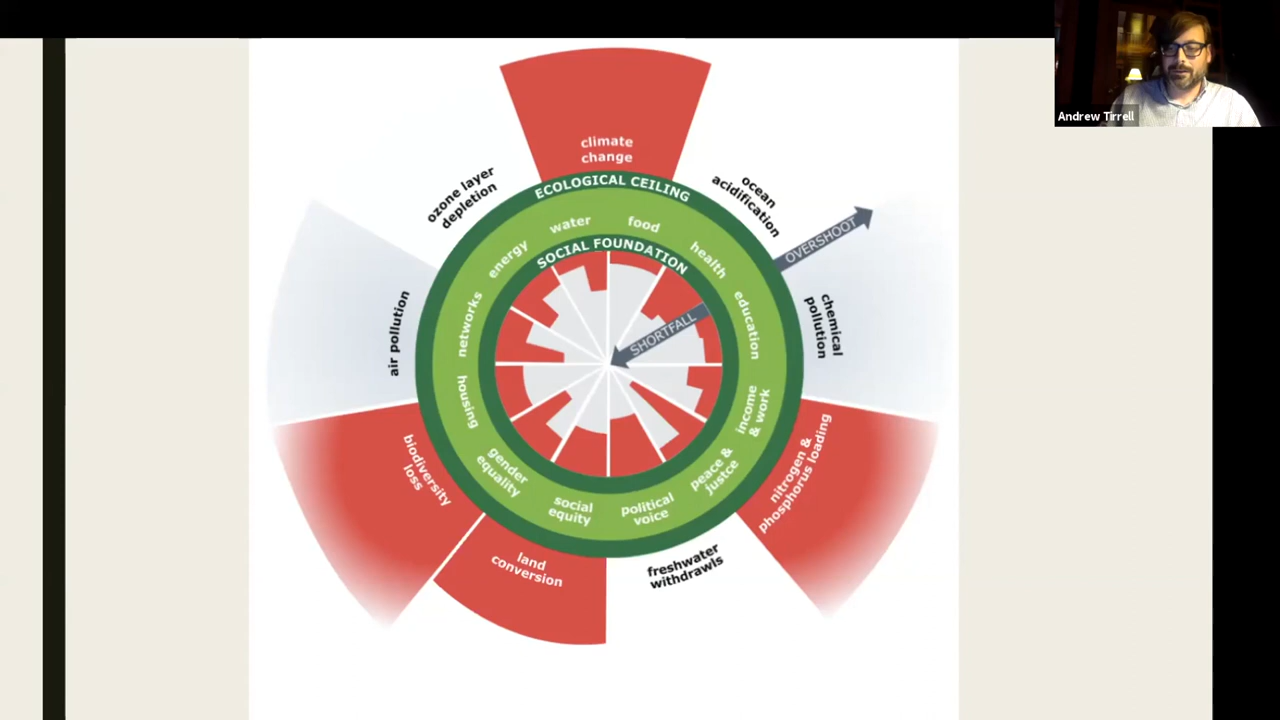 Andrew Tirrell
climate
change
ECOLOGICAL CEILING
ozone layer
depletion
ocean
acidification
OVERSHOOT
water
food
energy
health
SOCIAL FOUNDATION
networks
education
air pollution
chemical
pollution
SHORTFALL
housing
income
& work
gender
equality
peace &
justce
social
equity
political
voice
biodiversity
loss
nitrogen &
phosphorus loading
land
conversion
freshwater
withdrawls